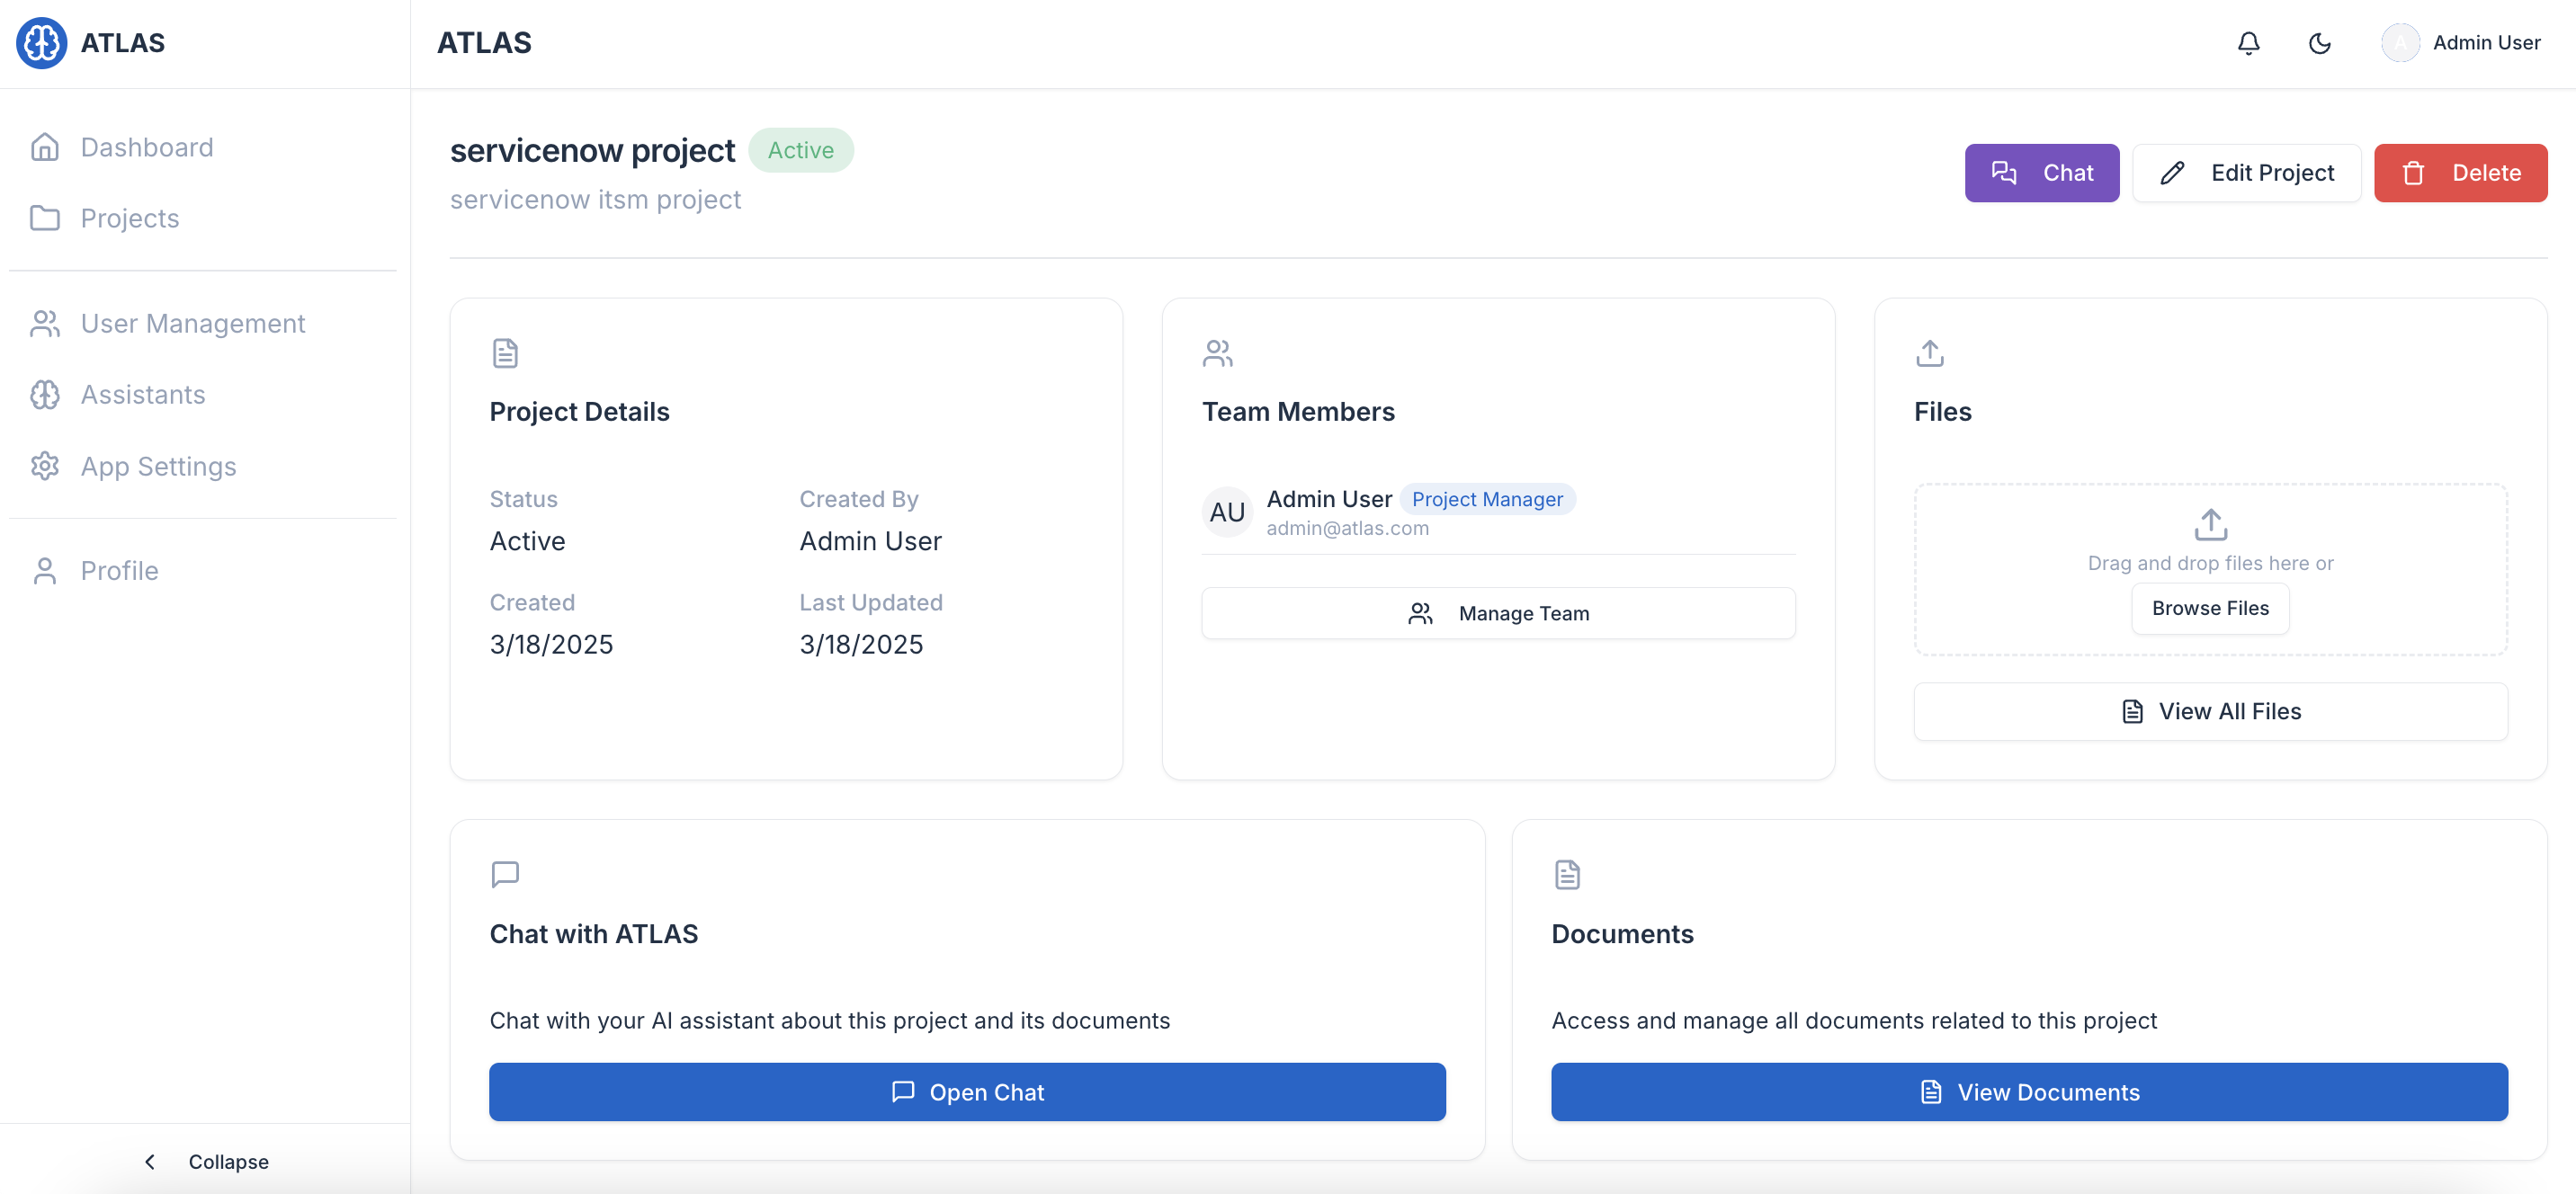 ATLAS
ATLAS
A Admin User
Dashboard
Projects
User Management
Assistants
App Settings
Profile
Collapse
servicenow project Active
servicenow itsm project
Chat
Edit Project
Delete
Project Details
Status
Active
Created By
Admin User
Created
3/18/2025
Last Updated
3/18/2025
Team Members
AU
Admin User Project Manager
admin@atlas.com
Manage Team
Files
Drag and drop files here or
Browse Files
View All Files
Chat with ATLAS
Chat with your AI assistant about this project and its documents
Open Chat
Documents
Access and manage all documents related to this project
View Documents